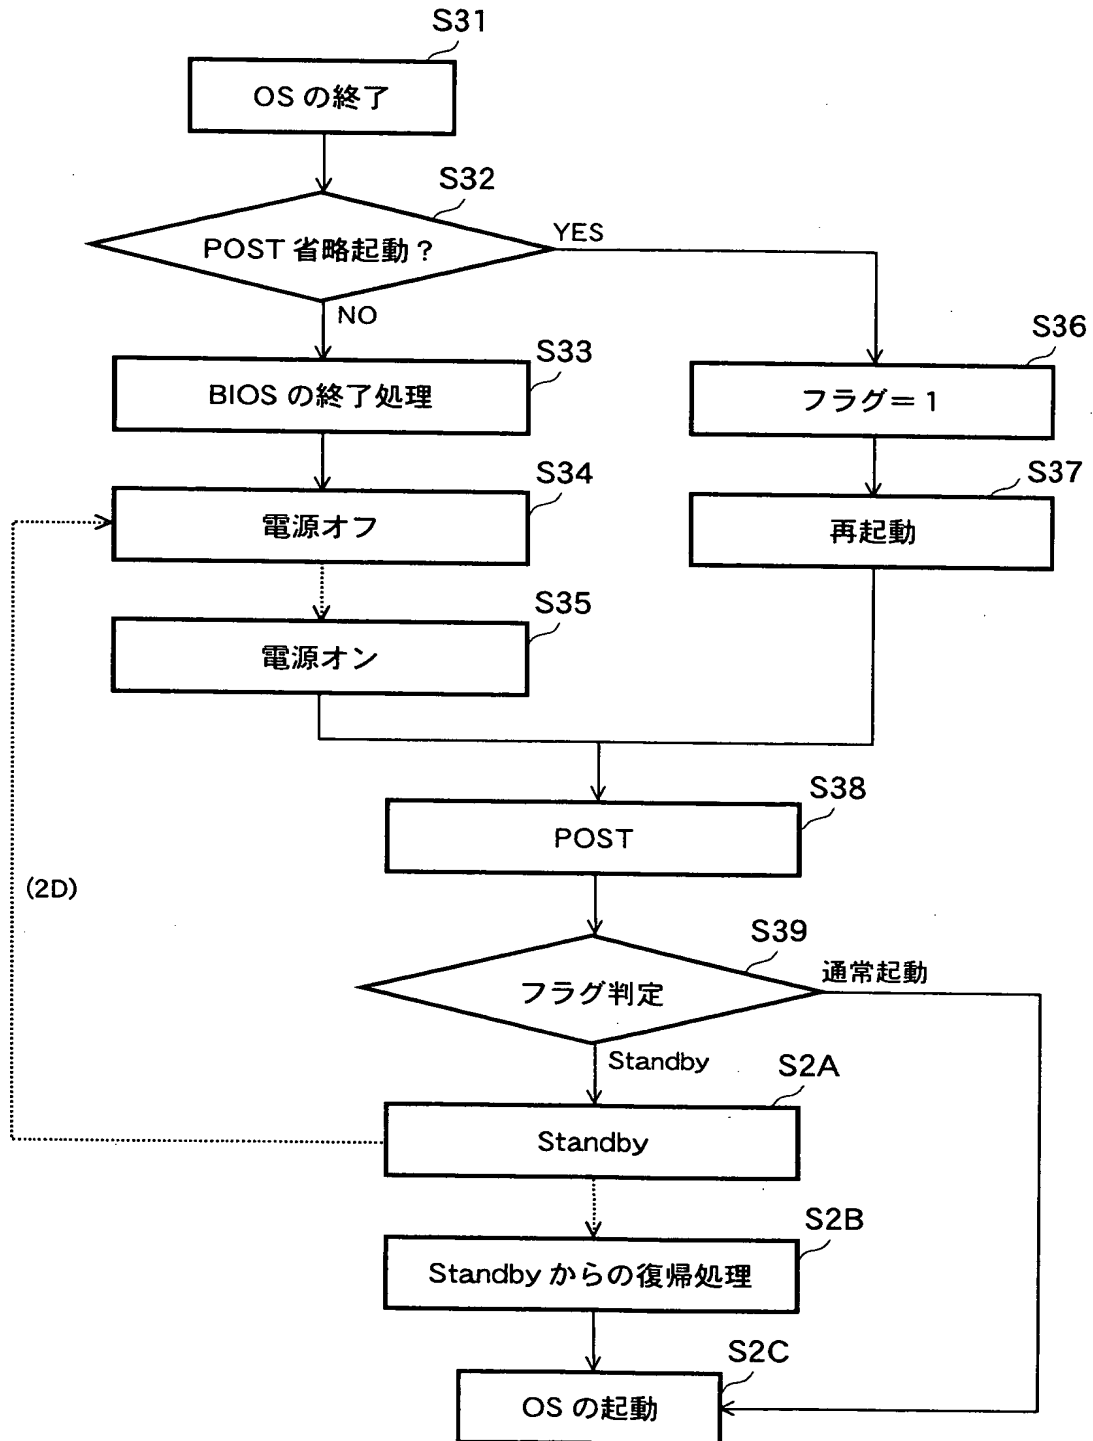 S31
OS の終了
S32
POST 省略起動?
YES
NO
S33
BIOS の終了処理
S36
フラグ=1
S34
電源オフ
S37
再起動
S35
電源オン
S38
POST
(2D)
S39
フラグ判定
通常起動
Standby
S2A
Standby
S2B
Standby からの復帰処理
S2C
OS の起動